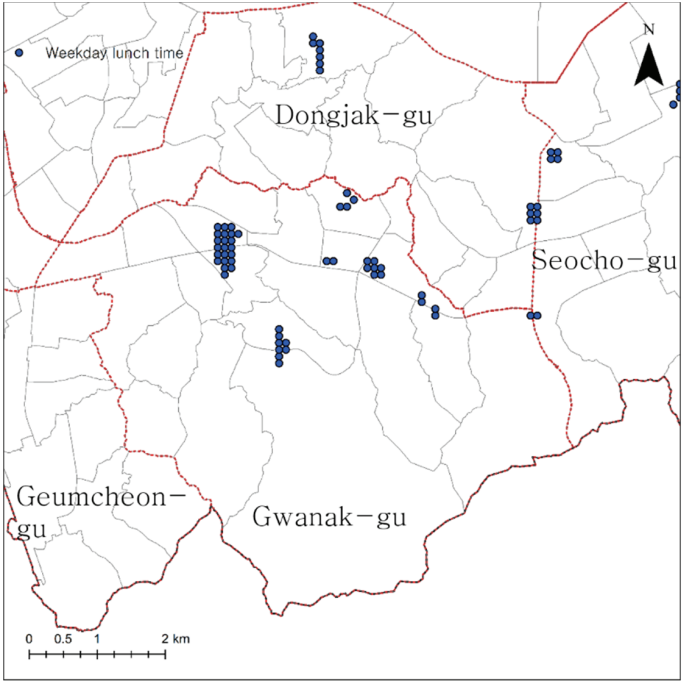 N
Weekday lunch time
Dongjak-gu
Seocho-gu
Geumcheon-
gu
Gwanak-gu
0 0.5 1 2 km